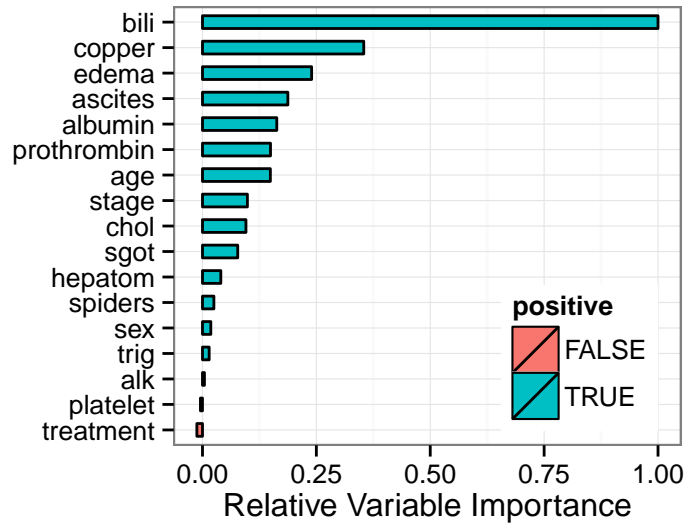 bili
copper
edema
ascites
albumin
prothrombin
age
stage
chol
sgot
hepatom
spiders
sex
trig
alk
platelet
treatment
positive
FALSE
TRUE
0.00 0.25 0.50 0.75 1.00
Relative Variable Importance